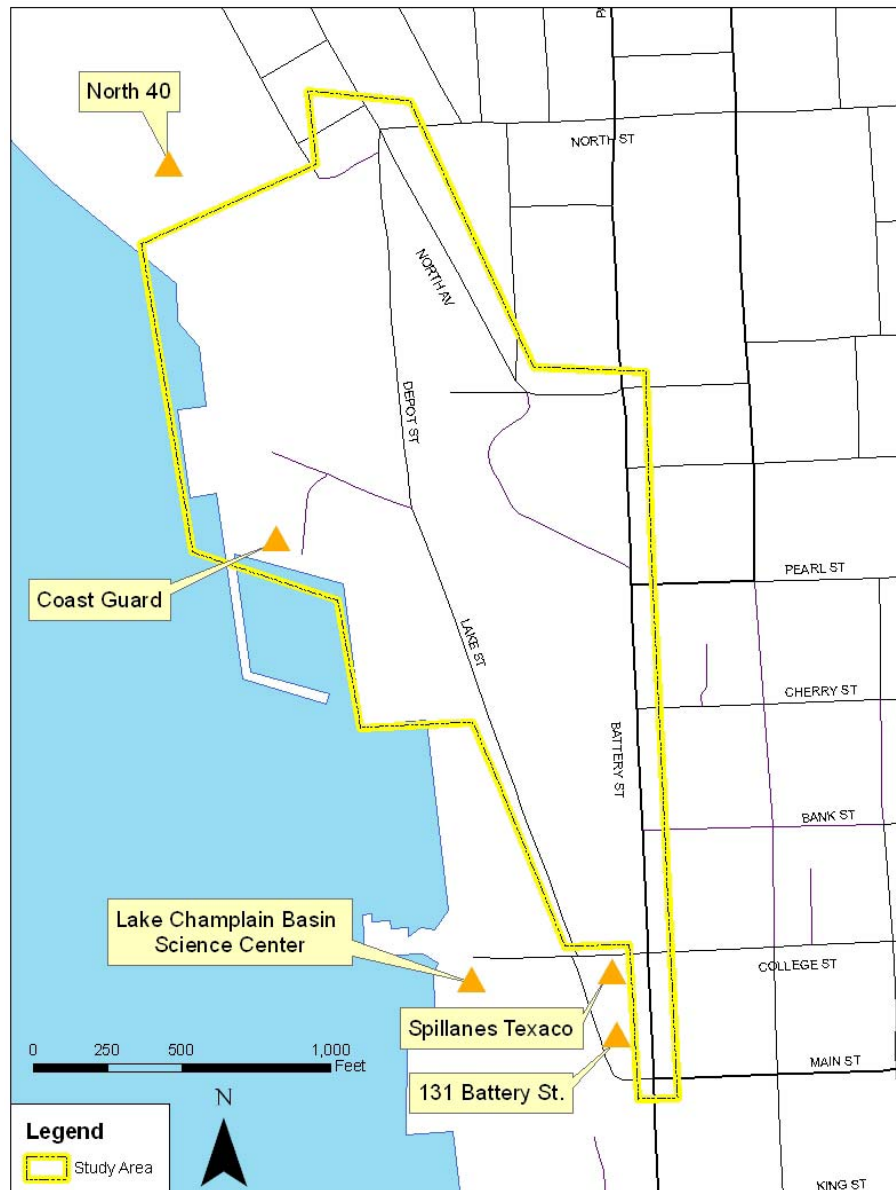 North 40
NORTH ST
NORTH AV
DEPOT ST
Coast Guard
PEARL ST
LAKE ST
CHERRY ST
BATTERY ST
BANK ST
Lake Champlain Basin
Science Center
COLLEGE ST
Spillanes Texaco
0 250 500 1,000
Feet
MAIN ST
131 Battery St.
N
Legend
Study Area
KING ST